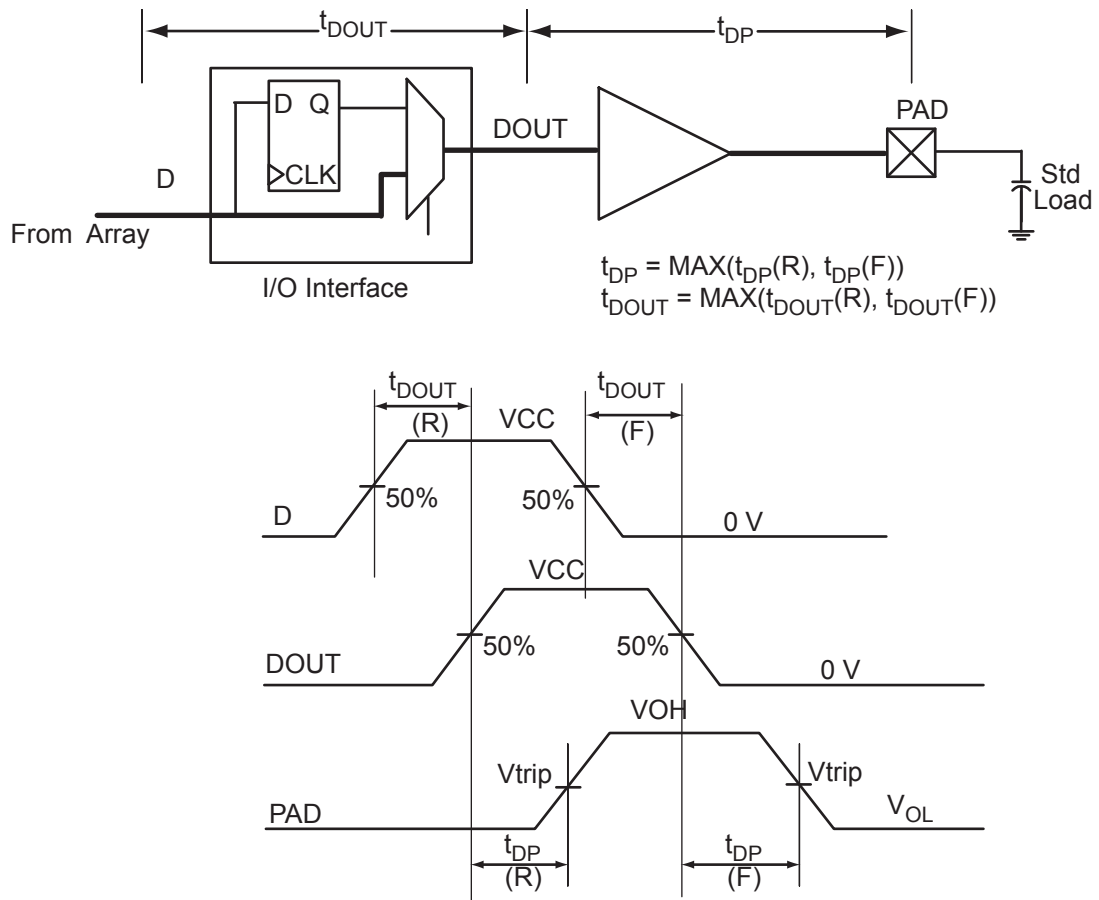 tDOUT
tDP
PAD
D Q
DOUT
CLK
D
Std
Load
From Array
I/O Interface
tDP = MAX(tDP(R), tDP(F))
tDOUT = MAX(tDOUT(R), tDOUT(F))
tDOUT
(R)
VCC
tDOUT
(F)
50%
50%
D
0 V
VCC
50%
50%
DOUT
0 V
VOH
Vtrip
Vtrip
PAD
VOL
tDP
(R)
tDP
(F)